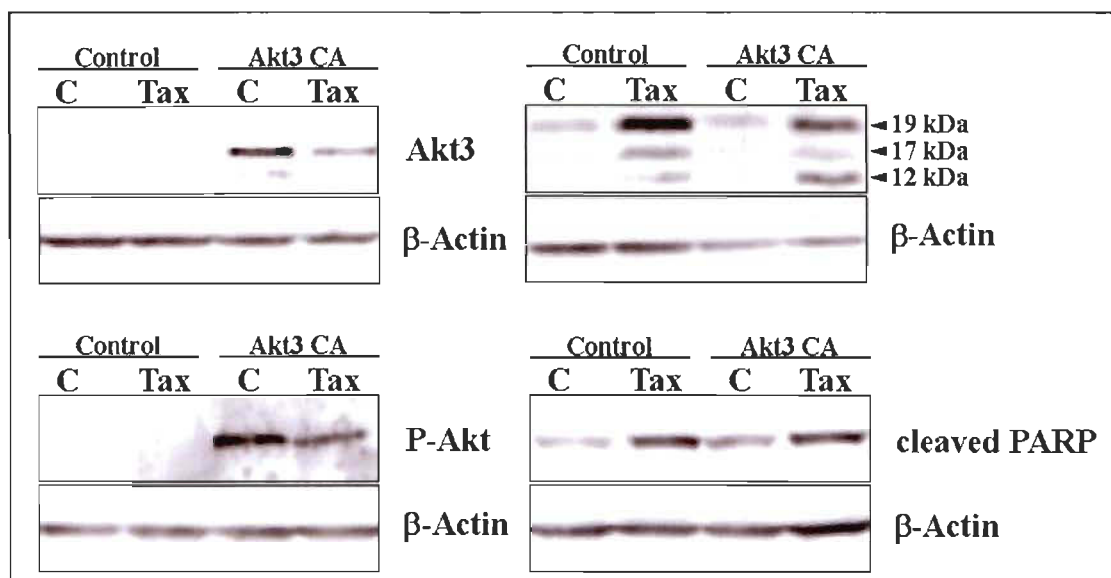 Control Akt3 CA
C Tax C Tax
Akt3
β-Actin
Control Akt3 CA
C Tax C Tax
19 kDa
17 kDa
12 kDa
β-Actin
Control Akt3 CA
C Tax C Tax
P-Akt
β-Actin
Control Akt3 CA
C Tax C Tax
cleaved PARP
β-Actin